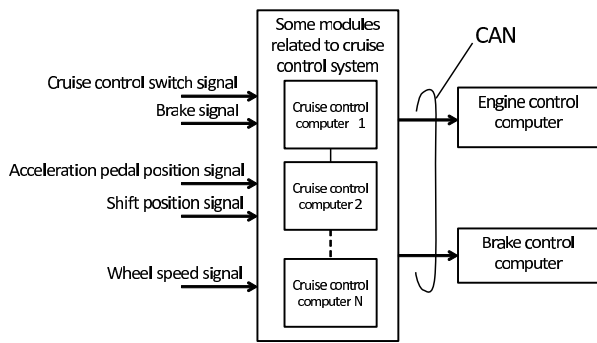 Some modules
related to cruise
control system
CAN
Cruise control switch signal
Brake signal
Acceleration pedal position signal
Shift position signal
Wheel speed signal
Cruise control
computer 1
Cruise control
computer 2
Cruise control
computer N
Engine control
computer
Brake control
computer